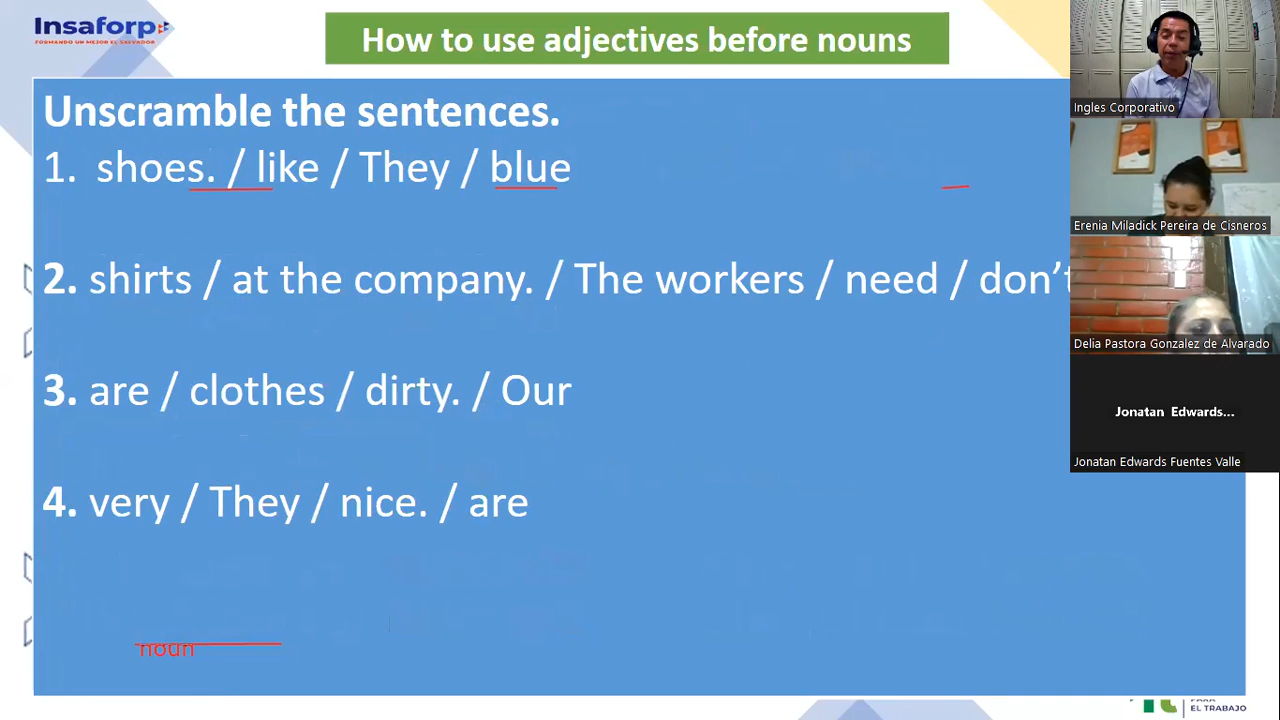 Insaforp
FORMANDO UN MEJOR EL SALVADOR
How to use adjectives before nouns
Unscramble the sentences.
1. shoes. / like / They / blue
2. shirts / at the company. / The workers / need / don't
3. are / clothes / dirty. / Our
4. very / They / nice. / are
noun
Ingles Corporativo
Erenia Miladick Pereira de Cisneros
Delia Pastora Gonzalez de Alvarado
Jonatan Edwards...
Jonatan Edwards Fuentes Valle
EL TRABAJO